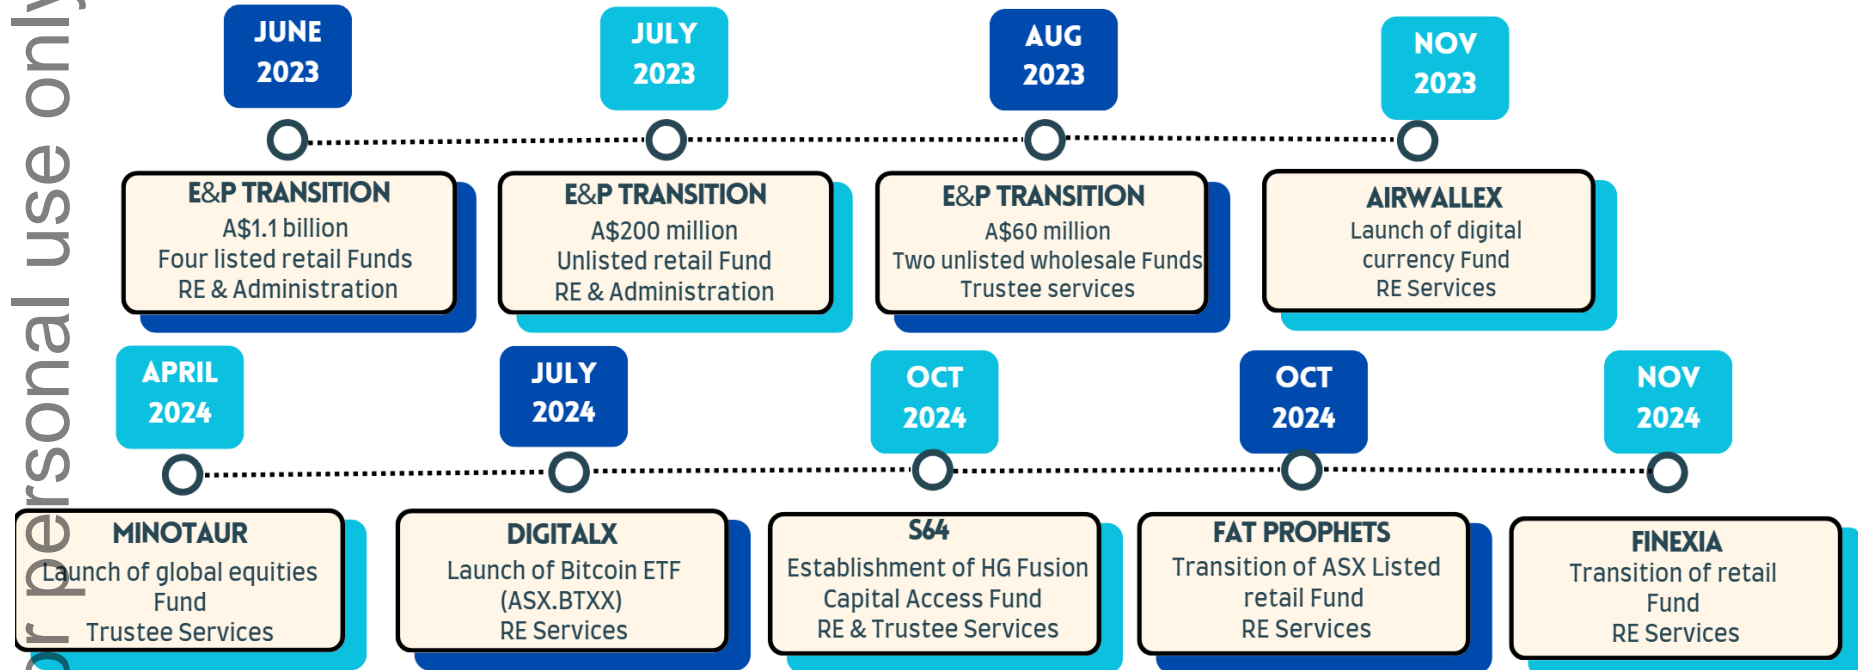 For personal use only
JUNE
2023
JULY
2023
AUG
2023
NOV
2023
E&P TRANSITION
A$1.1 billion
Four listed retail Funds
RE & Administration
E&P TRANSITION
A$200 million
Unlisted retail Fund
RE & Administration
E&P TRANSITION
A$60 million
Two unlisted wholesale Funds
Trustee services
AIRWALLEX
Launch of digital
currency Fund
RE Services
APRIL
2024
JULY
2024
OCT
2024
OCT
2024
NOV
2024
MINOTAUR
Launch of global equities
Fund
Trustee Services
DIGITALX
Launch of Bitcoin ETF
(ASX.BTXX)
RE Services
S64
Establishment of HG Fusion
Capital Access Fund
RE & Trustee Services
FAT PROPHETS
Transition of ASX Listed
retail Fund
RE Services
FINEXIA
Transition of retail
Fund
RE Services